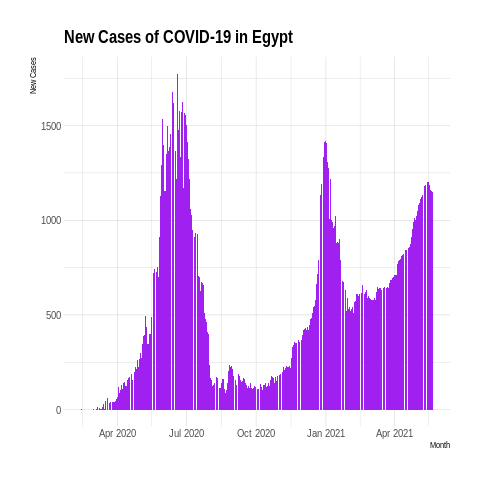 New Cases of COVID-19 in Egypt
New Cases
1500
1000
500
0
Apr 2020 Jul 2020 Oct 2020 Jan 2021 Apr 2021
Month